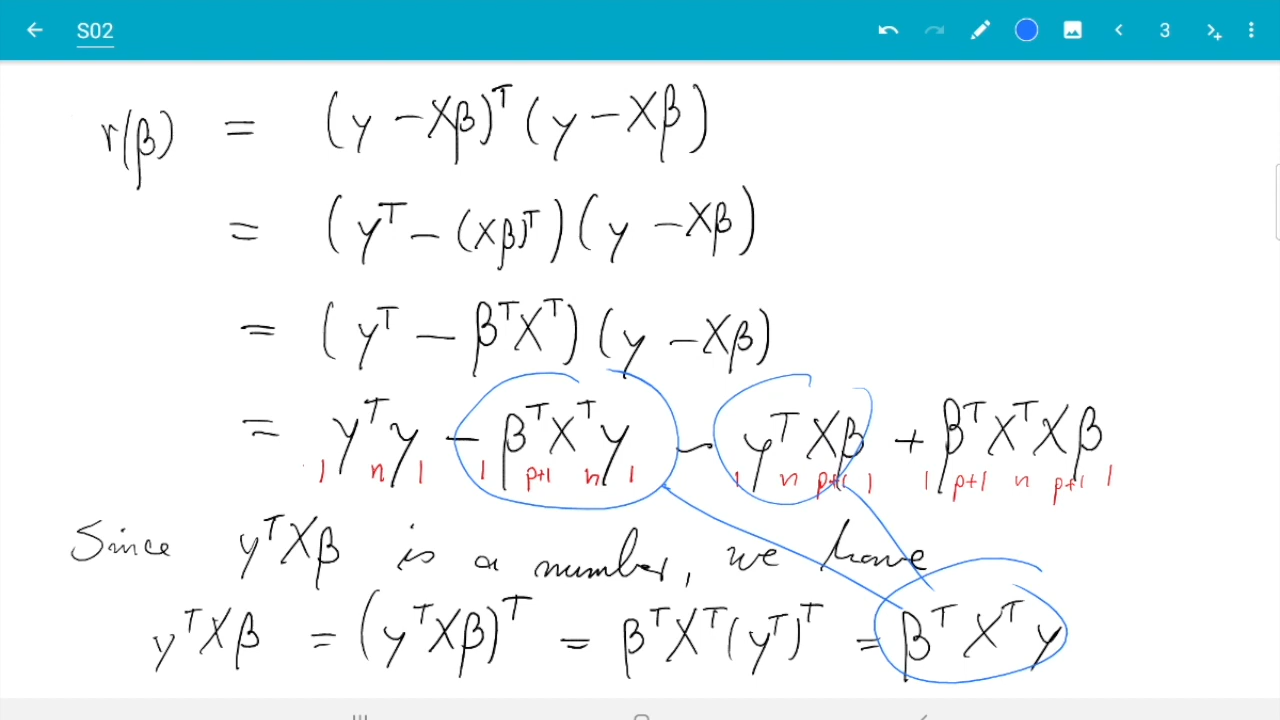 S02
3
r(β) = (y − Xβ)ᵀ (y − Xβ)
= (yᵀ − (Xβ)ᵀ) (y − Xβ)
= (yᵀ − βᵀXᵀ) (y − Xβ)
= yᵀy − βᵀXᵀy − yᵀXβ + βᵀXᵀXβ
1 n 1 1 p+1 n 1 1 n p+1 1 1 p+1 n p+1 1
Since yᵀXβ is a number, we have
yᵀXβ = (yᵀXβ)ᵀ = βᵀXᵀ(yᵀ)ᵀ = βᵀXᵀy